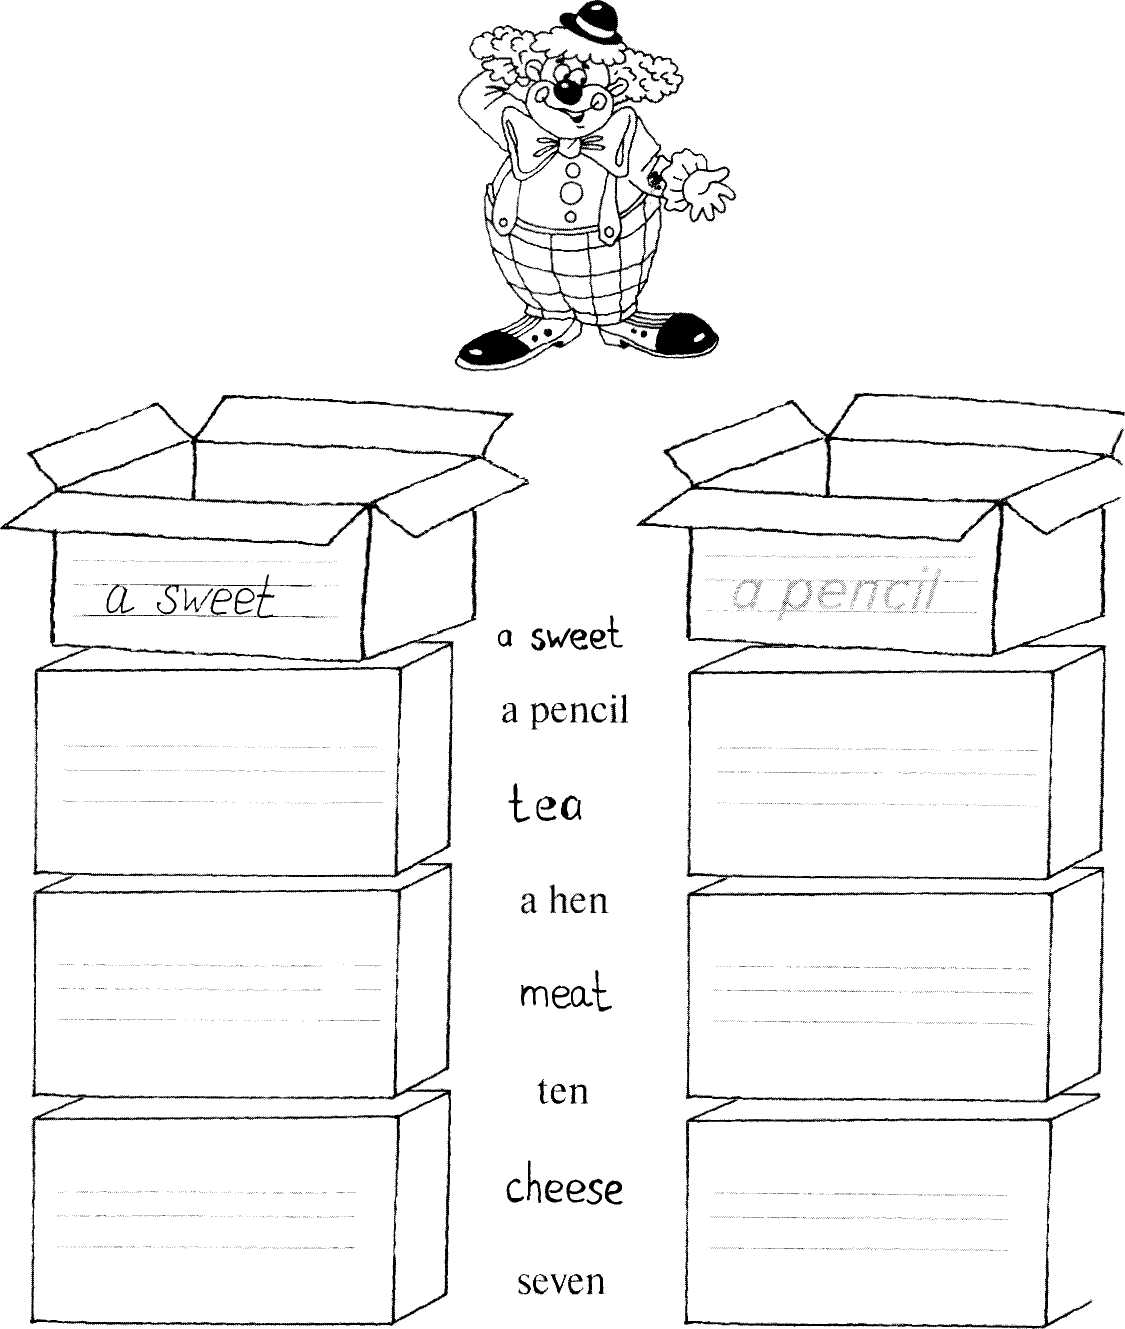 a sweet
a pencil
a sweet
a pencil
tea
a hen
meat
ten
cheese
seven